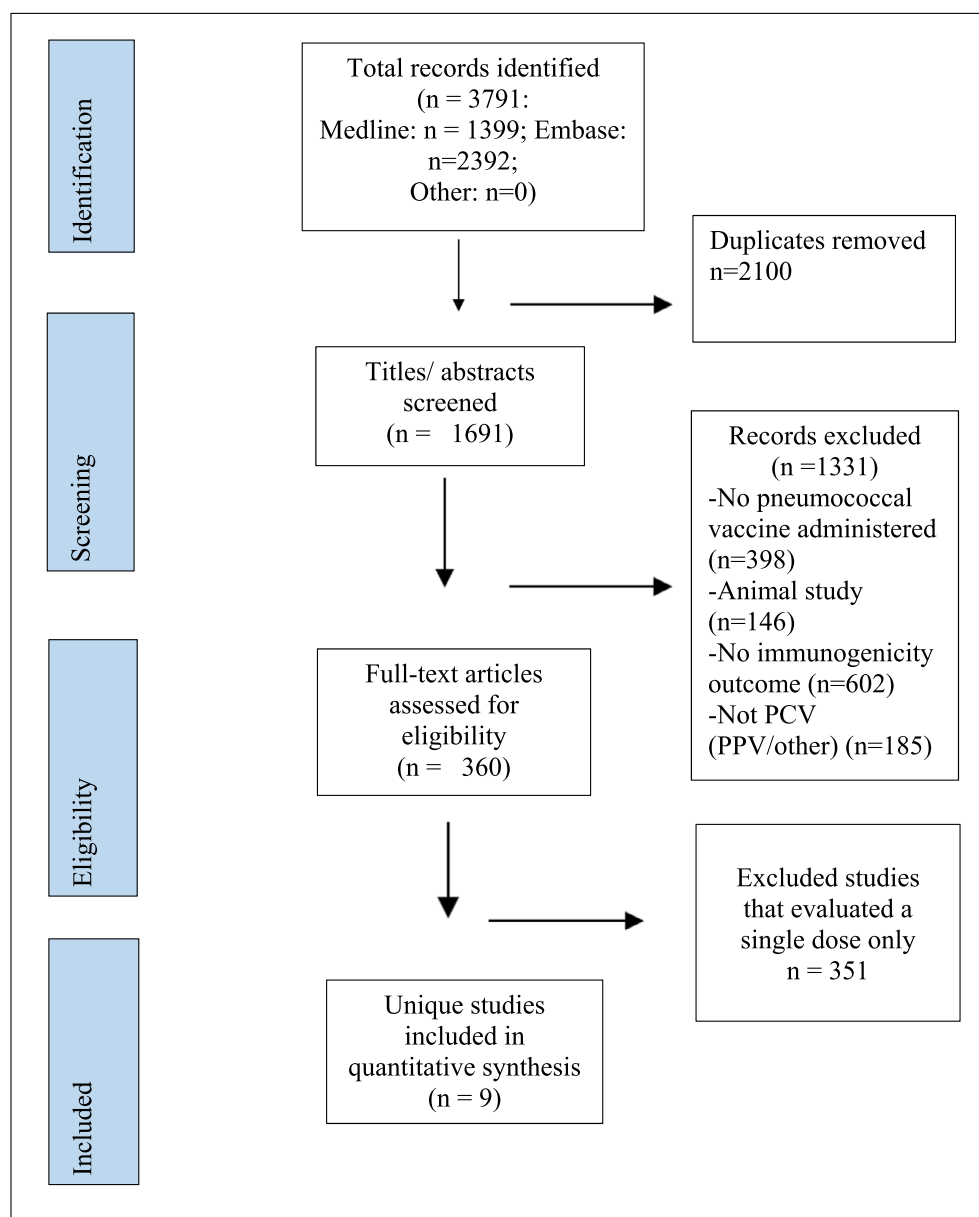 Identification
Total records identified
(n = 3791:
Medline: n = 1399; Embase:
n=2392;
Other: n=0)
Duplicates removed
n=2100
Screening
Titles/ abstracts
screened
(n = 1691)
Records excluded
(n =1331)
-No pneumococcal
vaccine administered
(n=398)
-Animal study
(n=146)
-No immunogenicity
outcome (n=602)
-Not PCV
(PPV/other) (n=185)
Eligibility
Full-text articles
assessed for
eligibility
(n = 360)
Excluded studies
that evaluated a
single dose only
n = 351
Included
Unique studies
included in
quantitative synthesis
(n = 9)